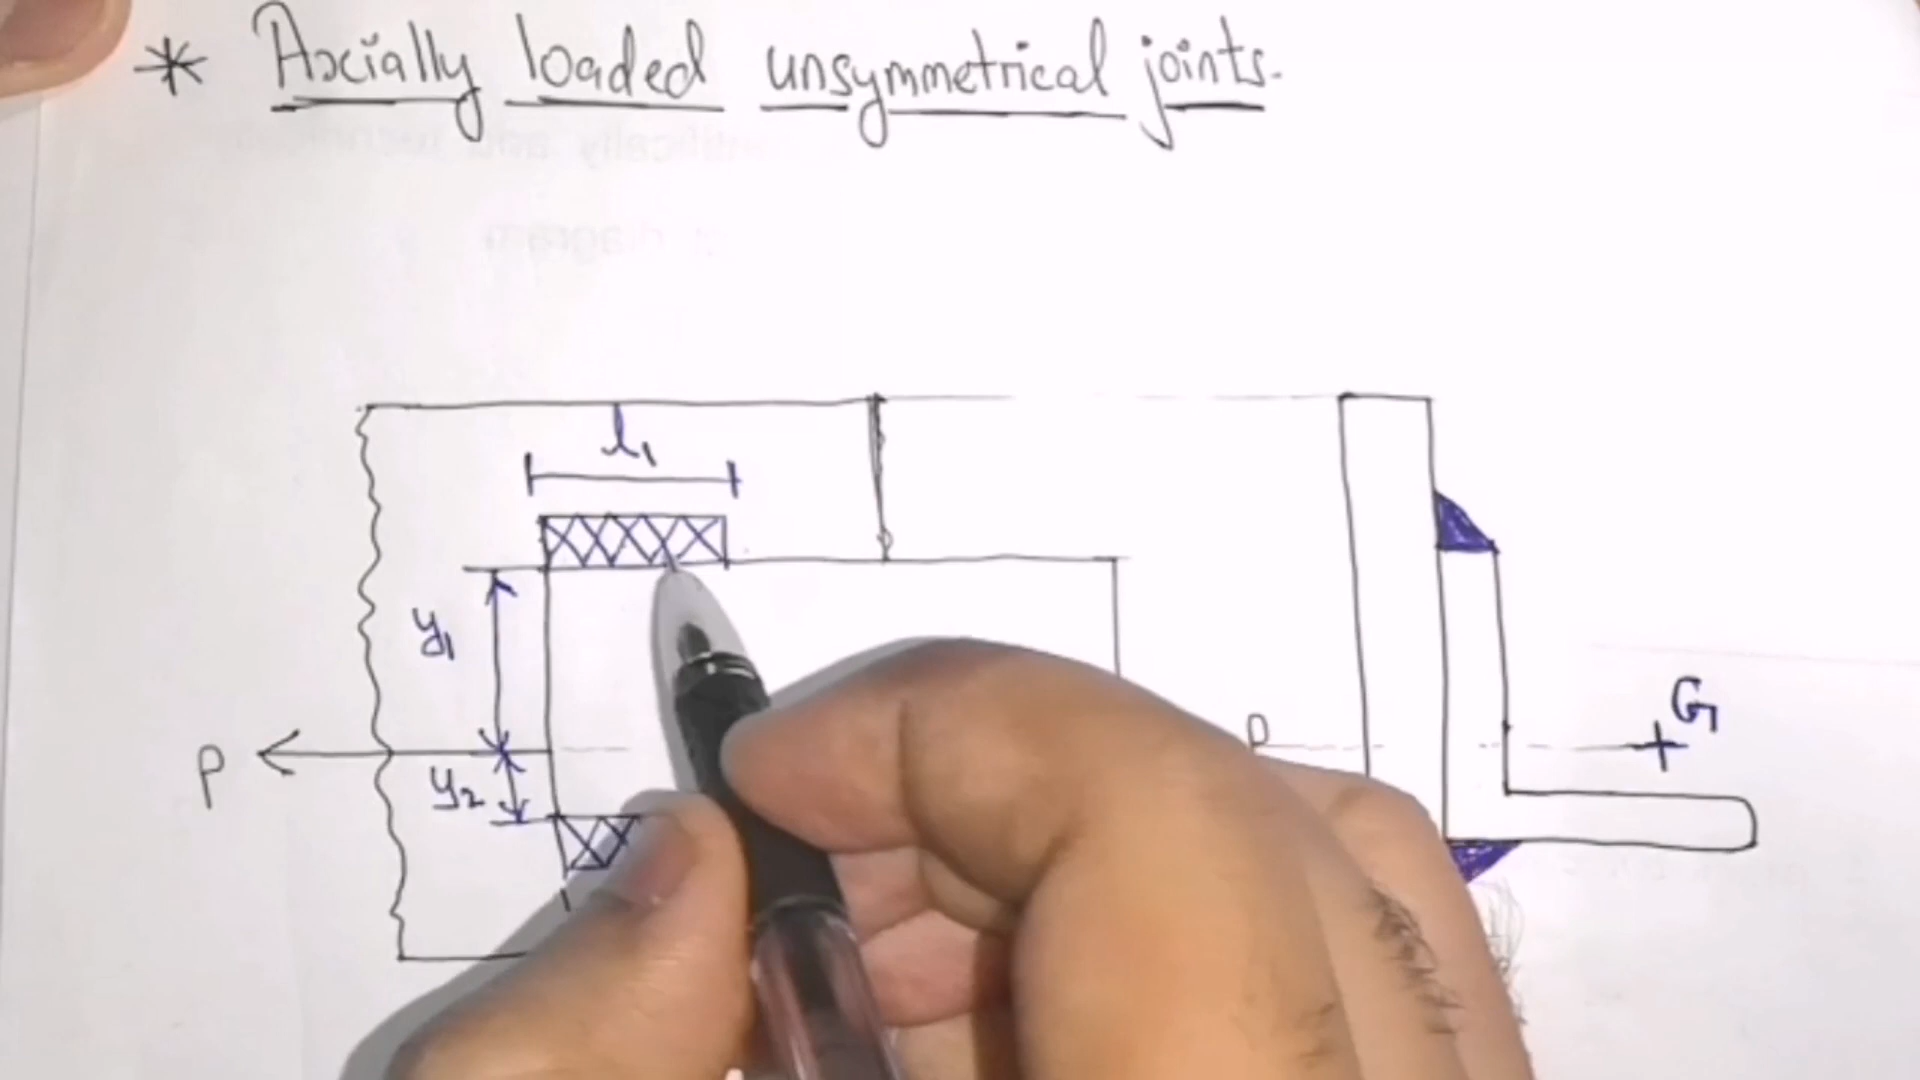 * Axially loaded unsymmetrical joints.
l₁
y₁
G
P
P
y₂